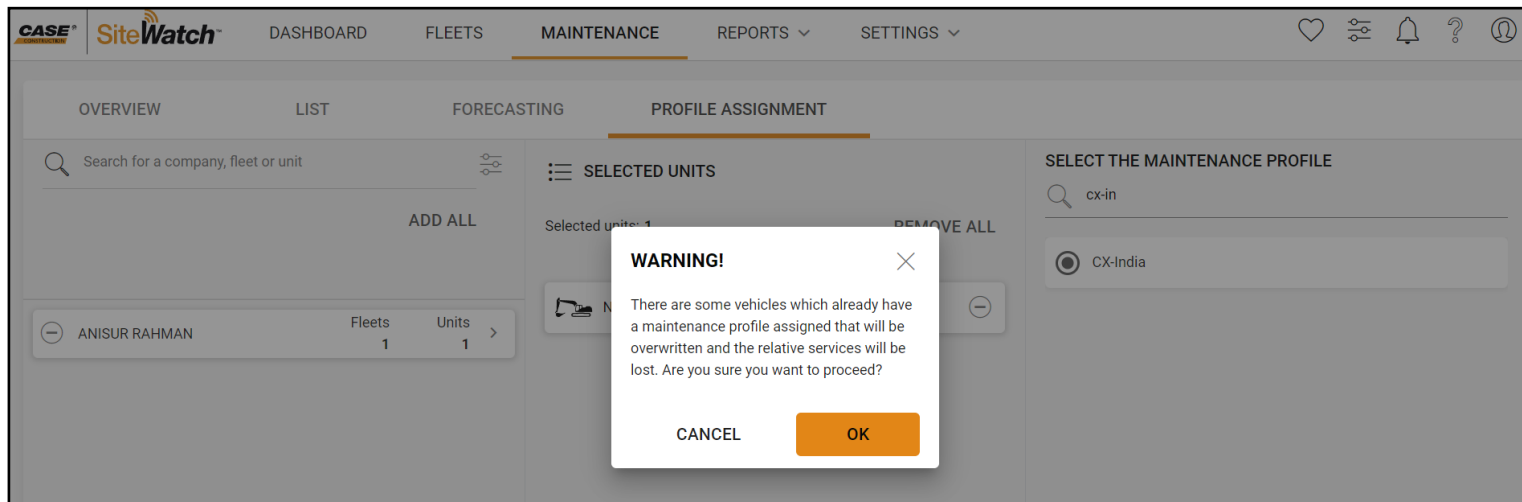 CASE CONSTRUCTION SiteWatch™ DASHBOARD FLEETS MAINTENANCE REPORTS SETTINGS
OVERVIEW LIST FORECASTING PROFILE ASSIGNMENT
Search for a company, fleet or unit
ADD ALL
ANISUR RAHMAN Fleets 1 Units 1
SELECTED UNITS
Selected units: 1 REMOVE ALL
N
SELECT THE MAINTENANCE PROFILE
cx-in
CX-India
WARNING!
There are some vehicles which already have
a maintenance profile assigned that will be
overwritten and the relative services will be
lost. Are you sure you want to proceed?
CANCEL OK